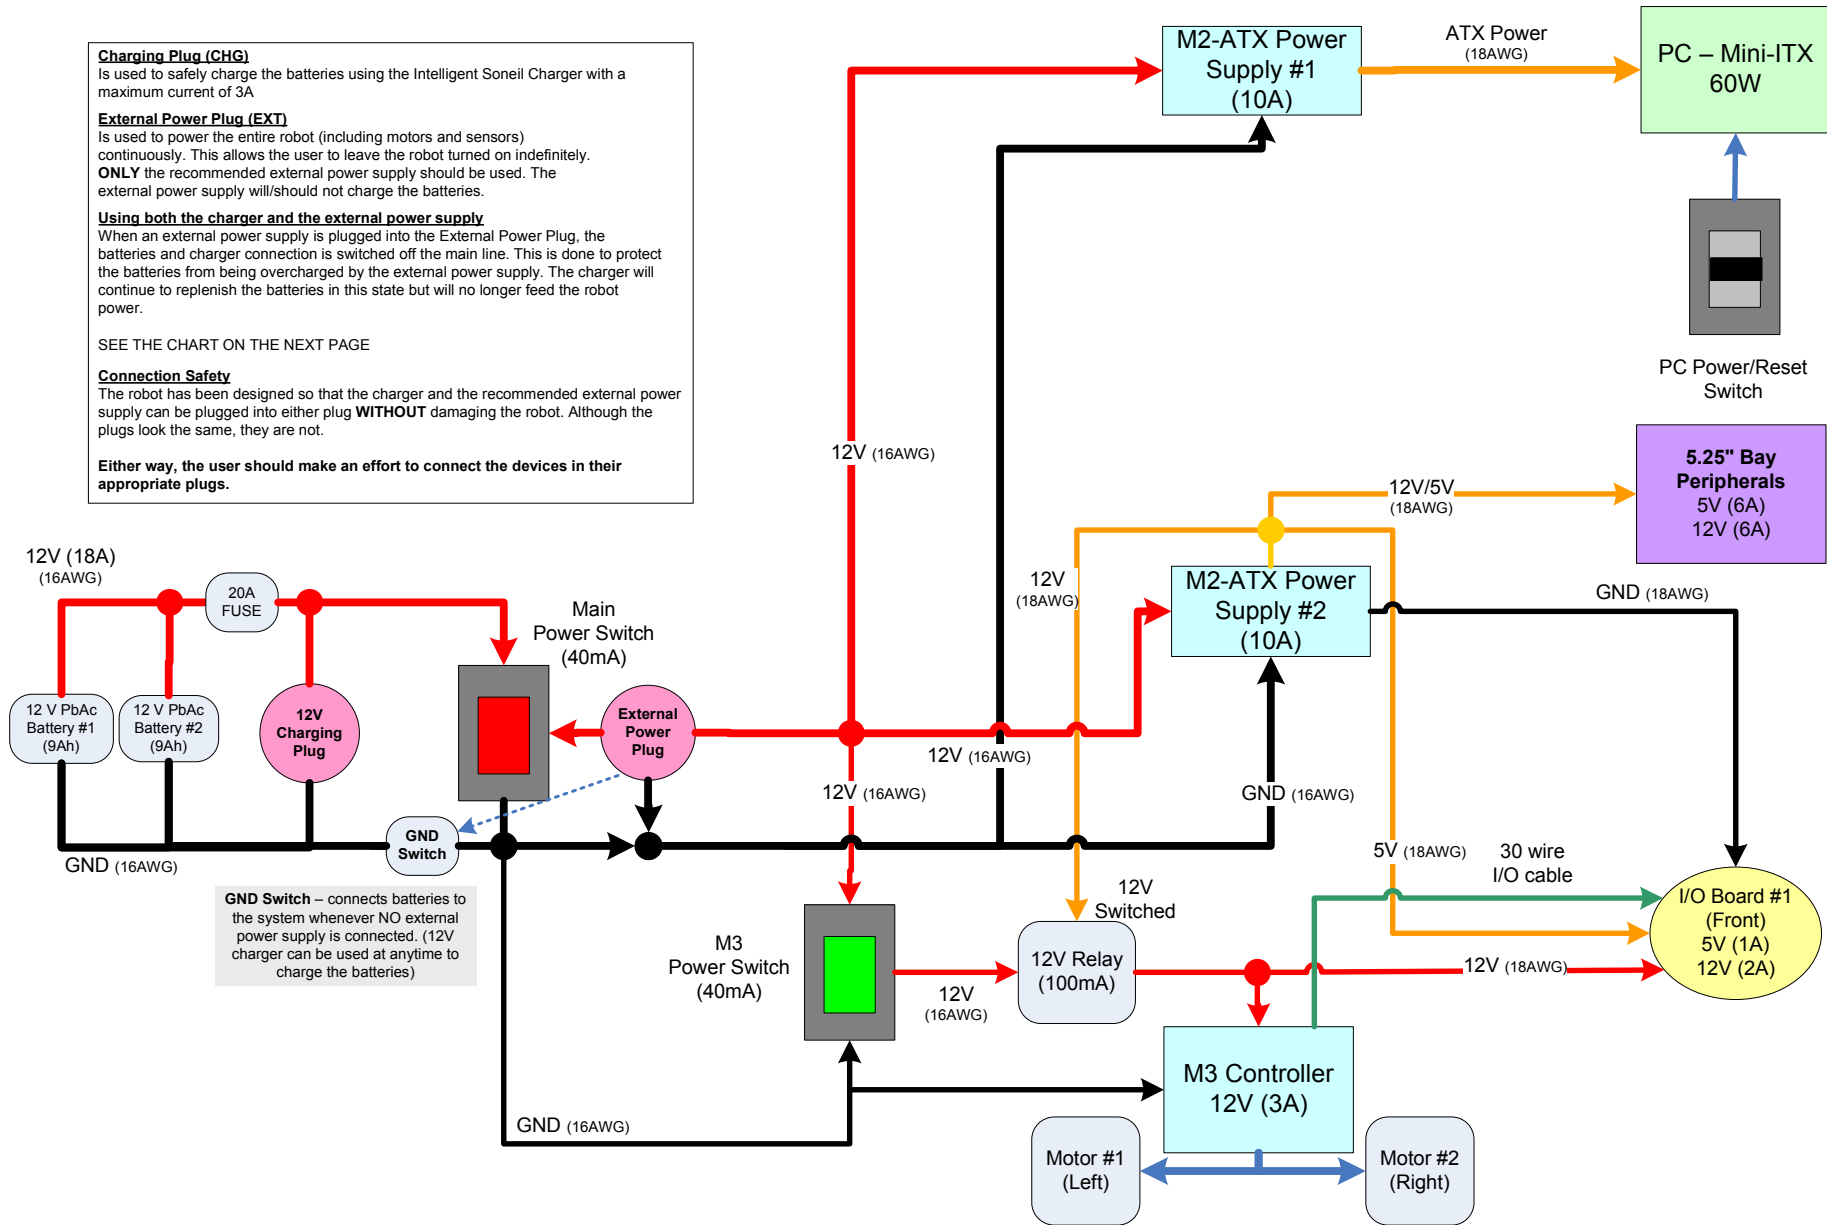 Charging Plug (CHG)
Is used to safely charge the batteries using the Intelligent Soneil Charger with a
maximum current of 3A
External Power Plug (EXT)
Is used to power the entire robot (including motors and sensors)
continuously. This allows the user to leave the robot turned on indefinitely.
ONLY the recommended external power supply should be used. The
external power supply will/should not charge the batteries.
Using both the charger and the external power supply
When an external power supply is plugged into the External Power Plug, the
batteries and charger connection is switched off the main line. This is done to protect
the batteries from being overcharged by the external power supply. The charger will
continue to replenish the batteries in this state but will no longer feed the robot
power.
SEE THE CHART ON THE NEXT PAGE
Connection Safety
The robot has been designed so that the charger and the recommended external power
supply can be plugged into either plug WITHOUT damaging the robot. Although the
plugs look the same, they are not.
Either way, the user should make an effort to connect the devices in their
appropriate plugs.
M2-ATX Power
Supply #1
(10A)
ATX Power
(18AWG)
PC – Mini-ITX
60W
PC Power/Reset
Switch
12V (16AWG)
12V/5V
(18AWG)
5.25" Bay
Peripherals
5V (6A)
12V (6A)
12V (18A)
(16AWG)
20A
FUSE
Main
Power Switch
(40mA)
12V
(18AWG)
M2-ATX Power
Supply #2
(10A)
GND (18AWG)
12 V PbAc
Battery #1
(9Ah)
12 V PbAc
Battery #2
(9Ah)
12V
Charging
Plug
External
Power
Plug
12V (16AWG)
12V (16AWG)
GND (16AWG)
GND
Switch
GND (16AWG)
5V (18AWG)
30 wire
I/O cable
GND Switch – connects batteries to
the system whenever NO external
power supply is connected. (12V
charger can be used at anytime to
charge the batteries)
12V
Switched
I/O Board #1
(Front)
5V (1A)
12V (2A)
M3
Power Switch
(40mA)
12V Relay
(100mA)
12V
(16AWG)
12V (18AWG)
GND (16AWG)
M3 Controller
12V (3A)
Motor #1
(Left)
Motor #2
(Right)